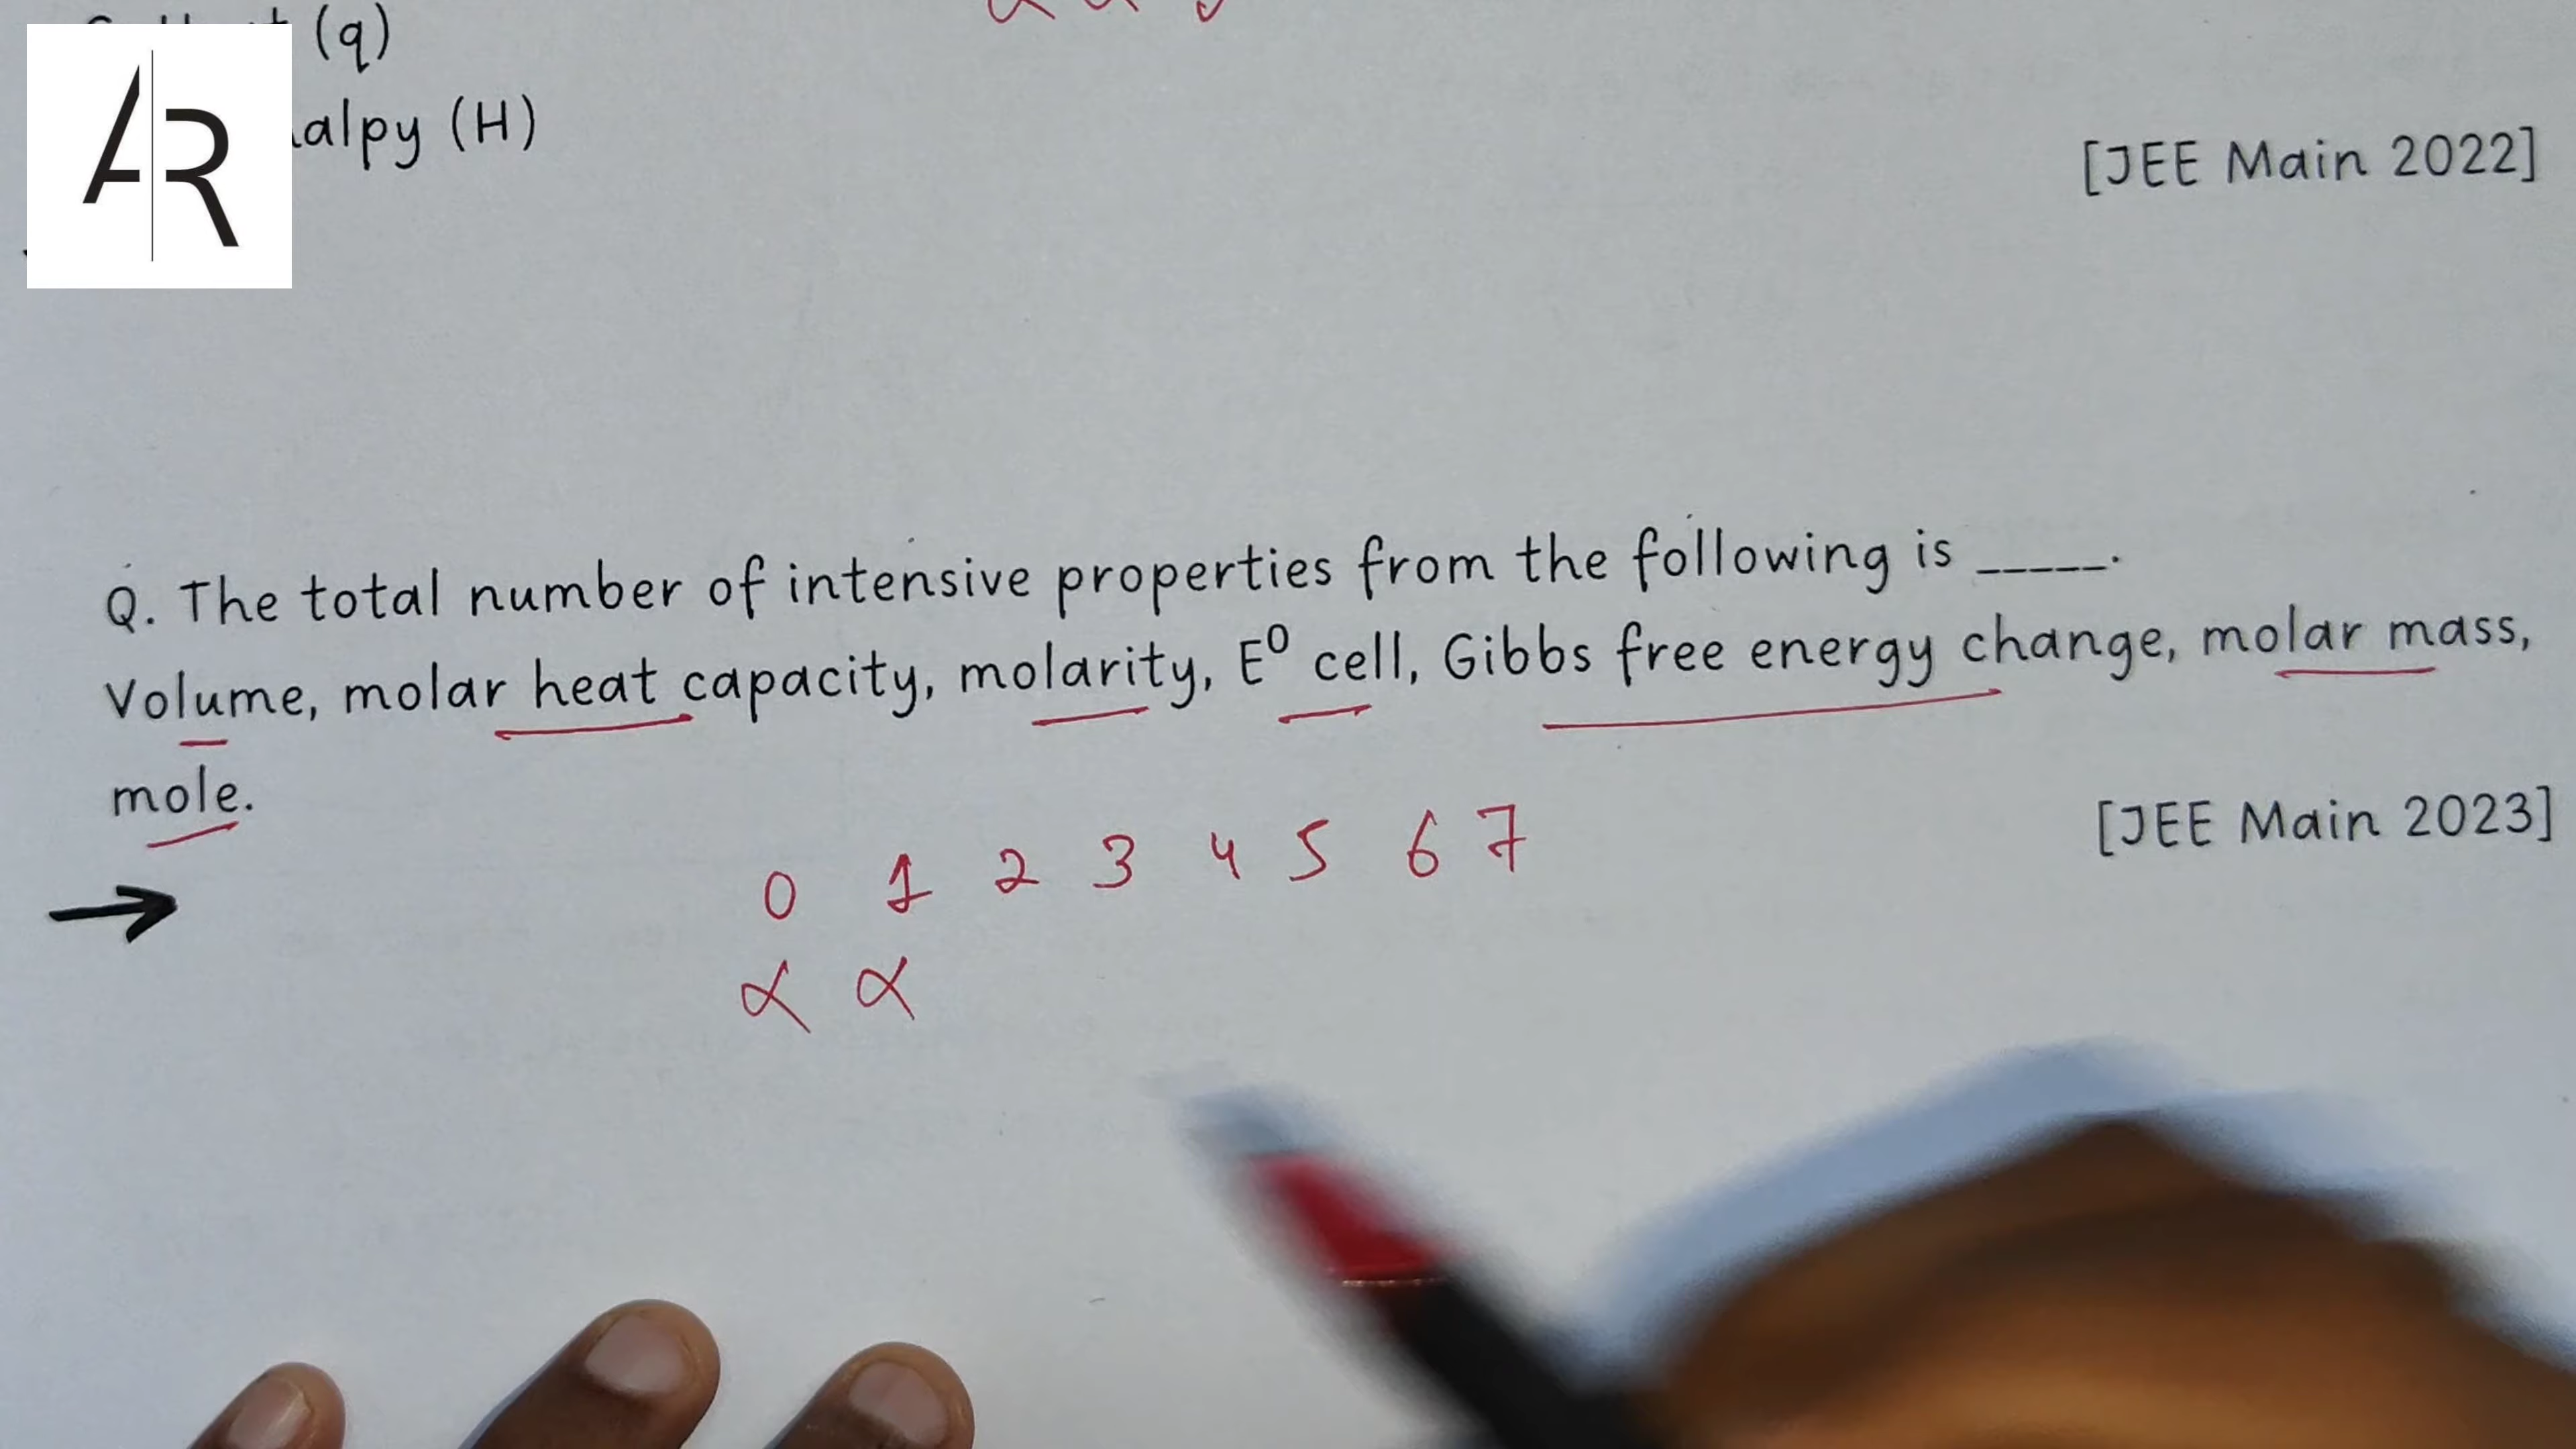 (q)
alpy (H)
AR
[JEE Main 2022]
Q. The total number of intensive properties from the following is _____.
Volume, molar heat capacity, molarity, E⁰ cell, Gibbs free energy change, molar mass,
mole.
[JEE Main 2023]
0 1 2 3 4 5 6 7
α α